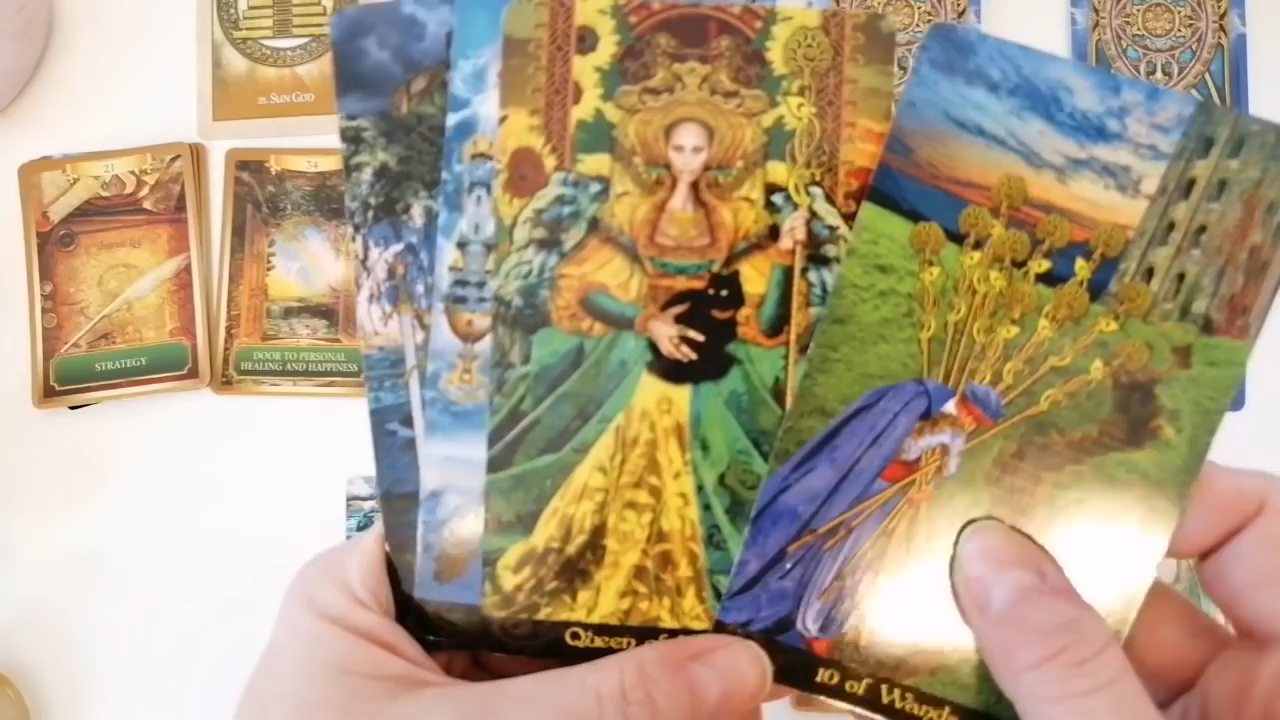 21. SUN GOD
21
STRATEGY
34
DOOR TO PERSONAL
HEALING AND HAPPINESS
Queen of
10 of Wands